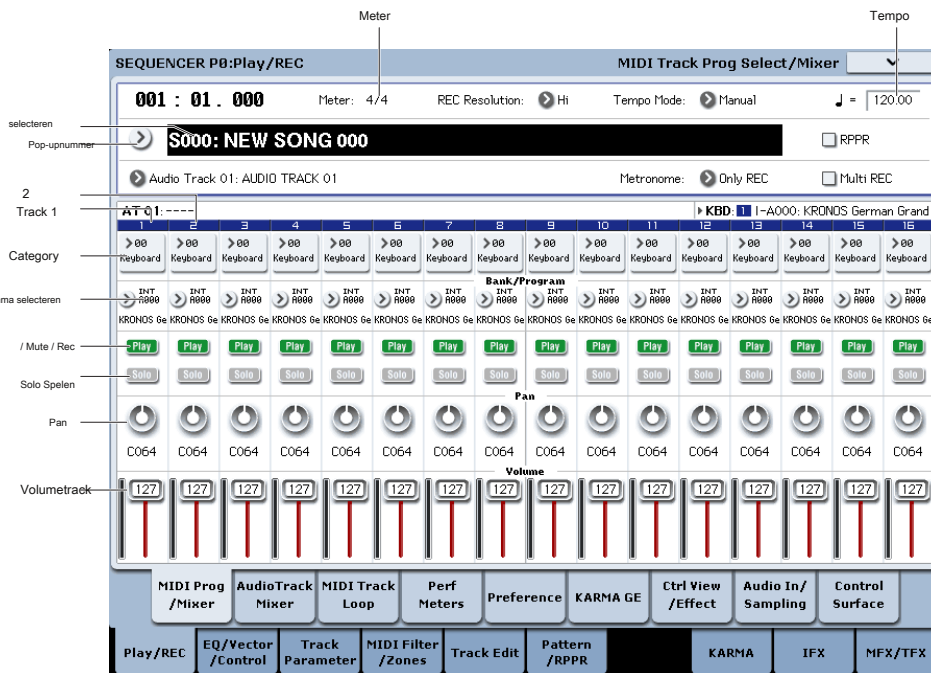 Meter
Tempo
SEQUENCER P0:Play/REC
MIDI Track Prog Select/Mixer
001 : 01 . 000
Meter: 4/4
REC Resolution: Hi
Tempo Mode: Manual
♩ = 120.00
selecteren
Pop-upnummer
S000: NEW SONG 000
RPPR
Audio Track 01: AUDIO TRACK 01
Metronome: Only REC
Multi REC
2
Track 1
AT 01:----
KBD: 1 I-A000: KRONOS German Grand
1 2 3 4 5 6 7 8 9 10 11 12 13 14 15 16
Category
00 00 00 00 00 00 00 00 00 00 00 00 00 00 00 00
Keyboard Keyboard Keyboard Keyboard Keyboard Keyboard Keyboard Keyboard Keyboard Keyboard Keyboard Keyboard Keyboard Keyboard Keyboard Keyboard
Bank/Program
ma selecteren
INT INT INT INT INT INT INT INT INT INT INT INT INT INT INT INT
A000 A000 A000 A000 A000 A000 A000 A000 A000 A000 A000 A000 A000 A000 A000 A000
KRONOS Ge KRONOS Ge KRONOS Ge KRONOS Ge KRONOS Ge KRONOS Ge KRONOS Ge KRONOS Ge KRONOS Ge KRONOS Ge KRONOS Ge KRONOS Ge KRONOS Ge KRONOS Ge KRONOS Ge KRONOS Ge
/ Mute / Rec
Play Play Play Play Play Play Play Play Play Play Play Play Play Play Play Play
Solo Spelen
Solo Solo Solo Solo Solo Solo Solo Solo Solo Solo Solo Solo Solo Solo Solo Solo
Pan
Pan
C064 C064 C064 C064 C064 C064 C064 C064 C064 C064 C064 C064 C064 C064 C064 C064
Volume
Volumetrack
127 127 127 127 127 127 127 127 127 127 127 127 127 127 127 127
MIDI Prog /Mixer
AudioTrack Mixer
MIDI Track Loop
Perf Meters
Preference
KARMA GE
Ctrl View /Effect
Audio In/ Sampling
Control Surface
Play/REC
EQ/Vector /Control
Track Parameter
MIDI Filter /Zones
Track Edit
Pattern /RPPR
KARMA
IFX
MFX/TFX